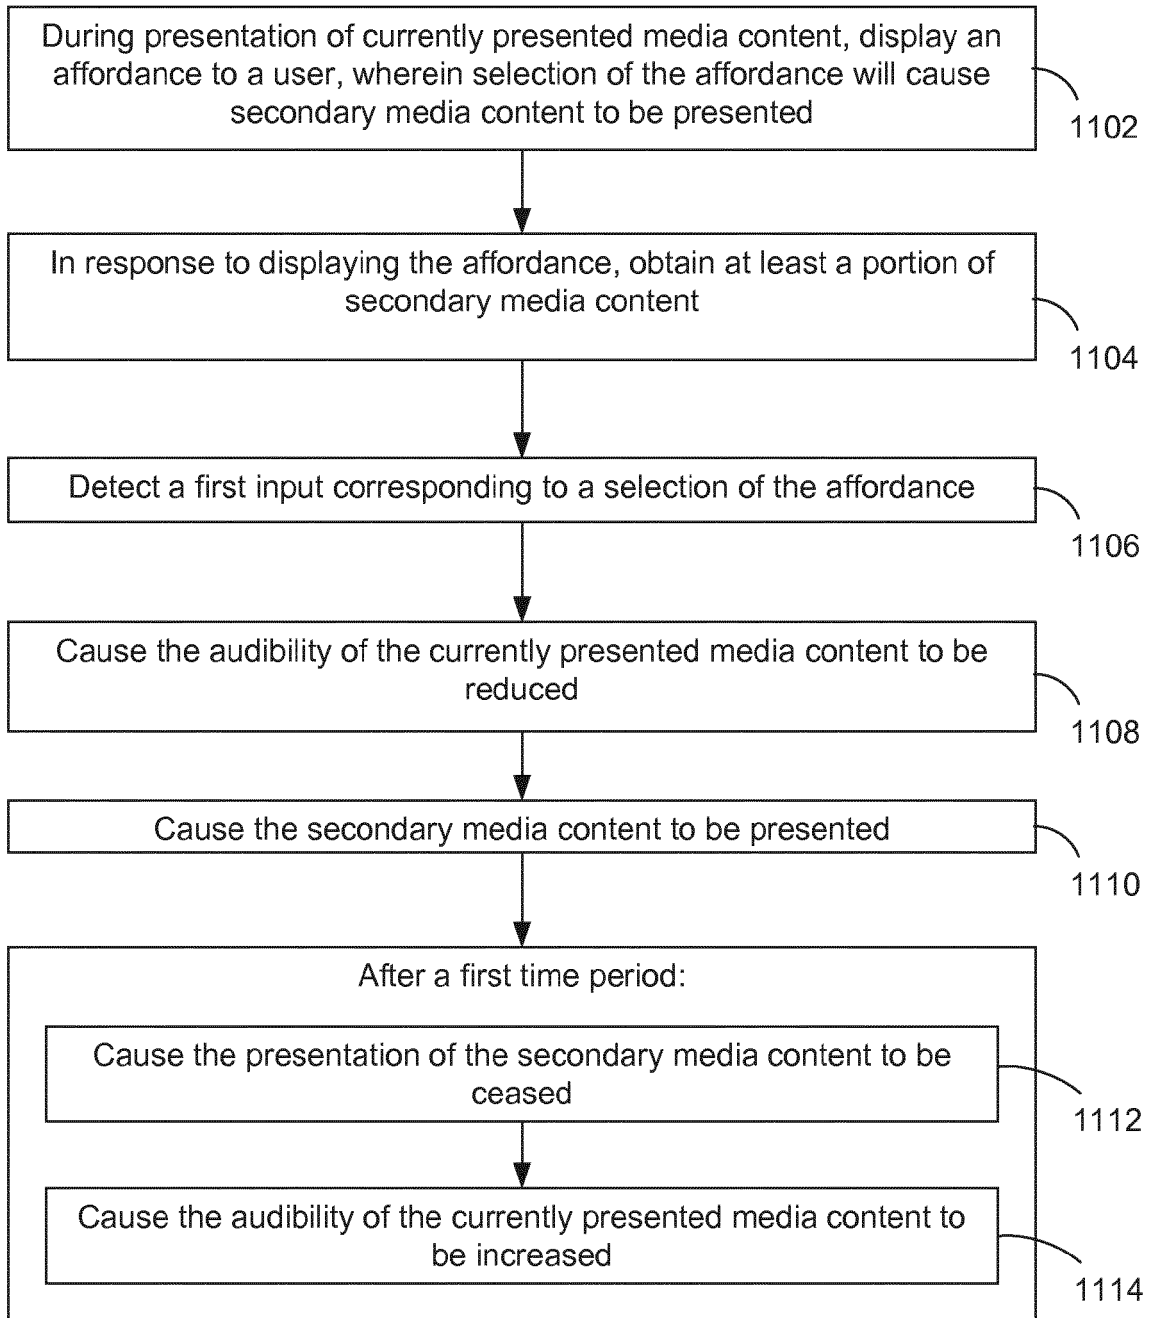 During presentation of currently presented media content, display an
affordance to a user, wherein selection of the affordance will cause
secondary media content to be presented
1102
In response to displaying the affordance, obtain at least a portion of
secondary media content
1104
Detect a first input corresponding to a selection of the affordance
1106
Cause the audibility of the currently presented media content to be
reduced
1108
Cause the secondary media content to be presented
1110
After a first time period:
Cause the presentation of the secondary media content to be
ceased
1112
Cause the audibility of the currently presented media content to
be increased
1114